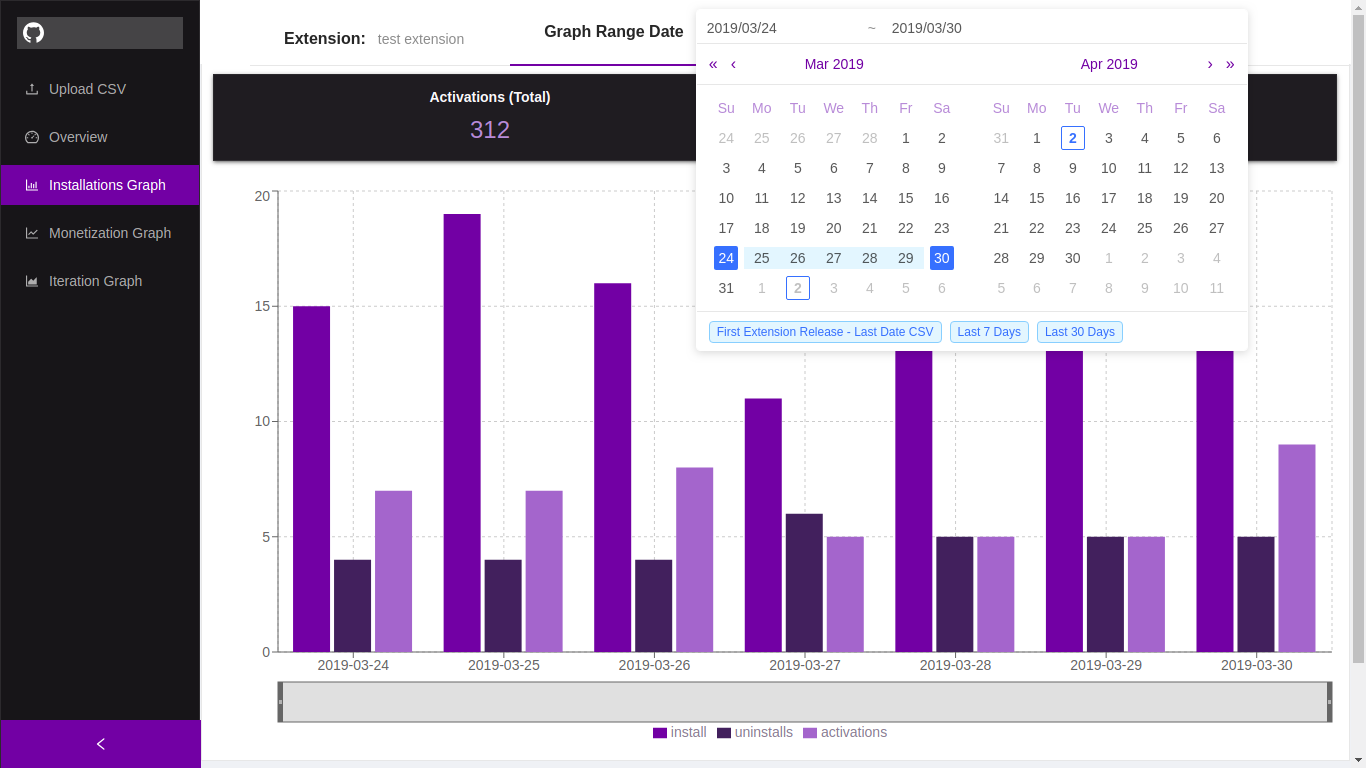 Upload CSV
Overview
Installations Graph
Monetization Graph
Iteration Graph
Extension: test extension
Graph Range Date
2019/03/24 ~ 2019/03/30
« ‹ Mar 2019
Apr 2019 › »
Su Mo Tu We Th Fr Sa
24 25 26 27 28 1 2
3 4 5 6 7 8 9
10 11 12 13 14 15 16
17 18 19 20 21 22 23
24 25 26 27 28 29 30
31 1 2 3 4 5 6
Su Mo Tu We Th Fr Sa
31 1 2 3 4 5 6
7 8 9 10 11 12 13
14 15 16 17 18 19 20
21 22 23 24 25 26 27
28 29 30 1 2 3 4
5 6 7 8 9 10 11
First Extension Release - Last Date CSV Last 7 Days Last 30 Days
Activations (Total)
312
20
15
10
5
0
2019-03-24 2019-03-25 2019-03-26 2019-03-27 2019-03-28 2019-03-29 2019-03-30
install uninstalls activations